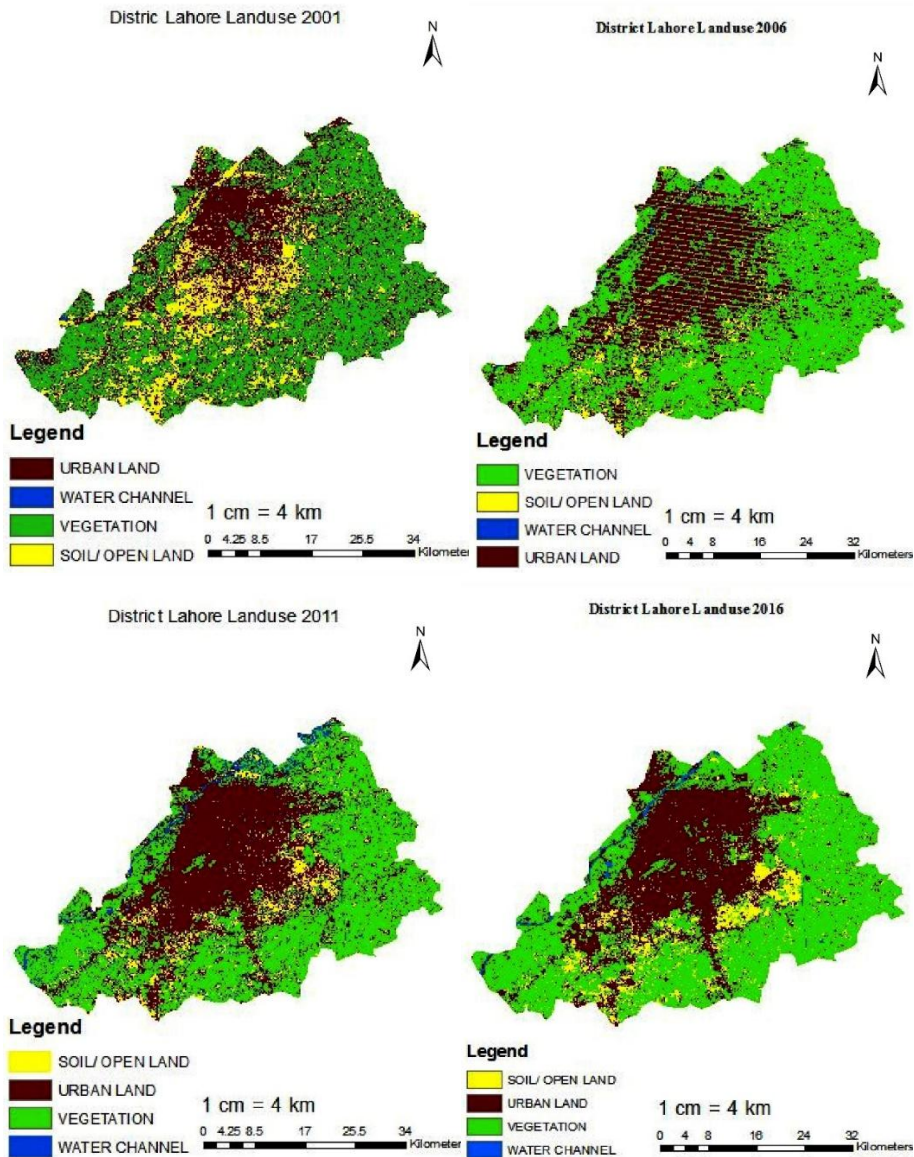 Distric Lahore Landuse 2001
N
Legend
URBAN LAND
WATER CHANNEL
VEGETATION
SOIL/ OPEN LAND
1 cm = 4 km
0 4.25 8.5 17 25.5 34
Kilometer
District Lahore Landuse 2006
N
Legend
VEGETATION
SOIL/ OPEN LAND
WATER CHANNEL
URBAN LAND
1 cm = 4 km
0 4 8 16 24 32
Kilometers
District Lahore Landuse 2011
N
Legend
SOIL/ OPEN LAND
URBAN LAND
VEGETATION
WATER CHANNEL
1 cm = 4 km
0 4.25 8.5 17 25.5 34
Kilometer
District Lahore Landuse 2016
N
Legend
SOIL/ OPEN LAND
URBAN LAND
VEGETATION
WATER CHANNEL
1 cm = 4 km
0 4 8 16 24 32
Kilometers